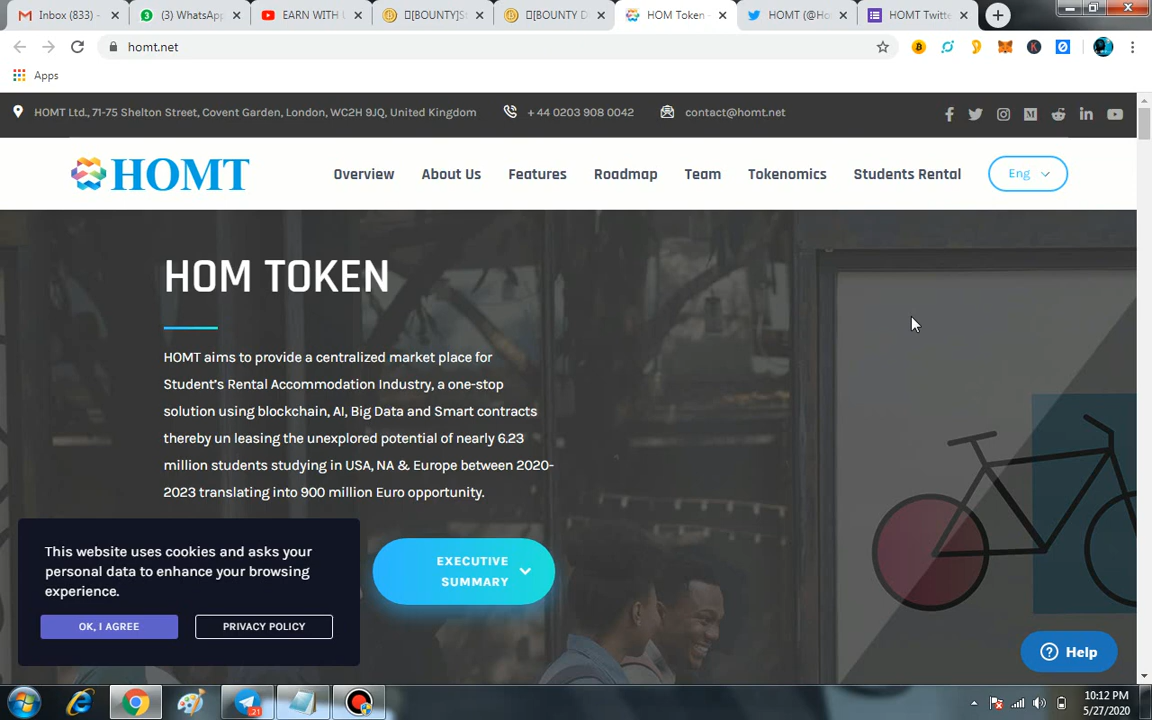 Inbox (833) -
(3) WhatsApp
EARN WITH
[BOUNTY]S
[BOUNTY D
HOM Token -
HOMT (@Ho
HOMT Twitte
homt.net
Apps
HOMT Ltd., 71-75 Shelton Street, Covent Garden, London, WC2H 9JQ, United Kingdom
+ 44 0203 908 0042
contact@homt.net
HOMT
Overview
About Us
Features
Roadmap
Team
Tokenomics
Students Rental
Eng
HOM TOKEN
HOMT aims to provide a centralized market place for
Student's Rental Accommodation Industry, a one-stop
solution using blockchain, AI, Big Data and Smart contracts
thereby un leasing the unexplored potential of nearly 6.23
million students studying in USA, NA & Europe between 2020-
2023 translating into 900 million Euro opportunity.
EXECUTIVE
SUMMARY
This website uses cookies and asks your
personal data to enhance your browsing
experience.
OK, I AGREE
PRIVACY POLICY
Help
21
10:12 PM
5/27/2020